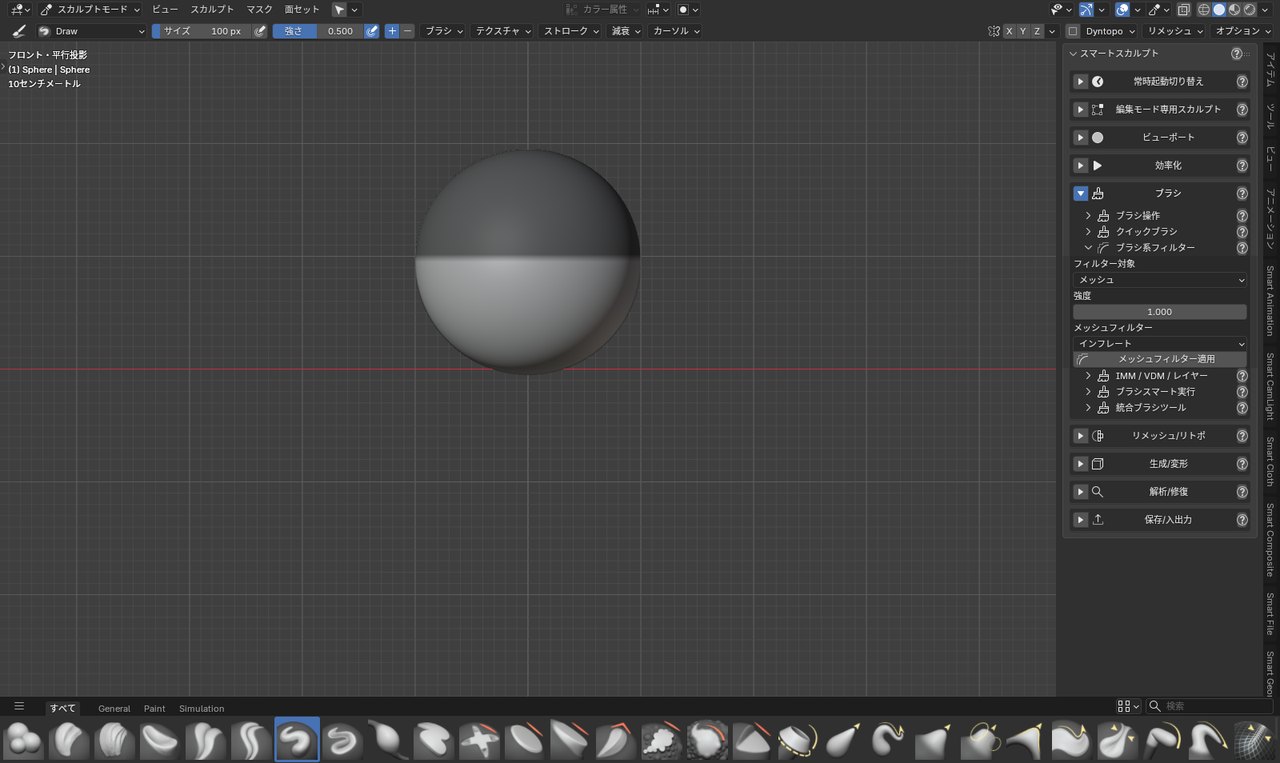 スカルプトモード ビュー スカルプト マスク 面セット カラー属性
Draw サイズ 100 px 強さ 0.500 ブラシ テクスチャ ストローク 減衰 カーソル X Y Z Dyntopo リメッシュ オプション
フロント・平行投影
(1) Sphere | Sphere
10センチメートル
スマートスカルプト
常時起動切り替え
編集モード専用スカルプト
ビューポート
効率化
ブラシ
ブラシ操作
クイックブラシ
ブラシ系フィルター
フィルター対象
メッシュ
強度
1.000
メッシュフィルター
インフレート
メッシュフィルター適用
IMM / VDM / レイヤー
ブラシスマート実行
統合ブラシツール
リメッシュ/リトポ
生成/変形
解析/修復
保存/入出力
アイテム
ツール
ビュー
アニメーション
Smart Animation
Smart CamLight
Smart Cloth
Smart Composite
Smart File
Smart Geo
すべて General Paint Simulation 検索